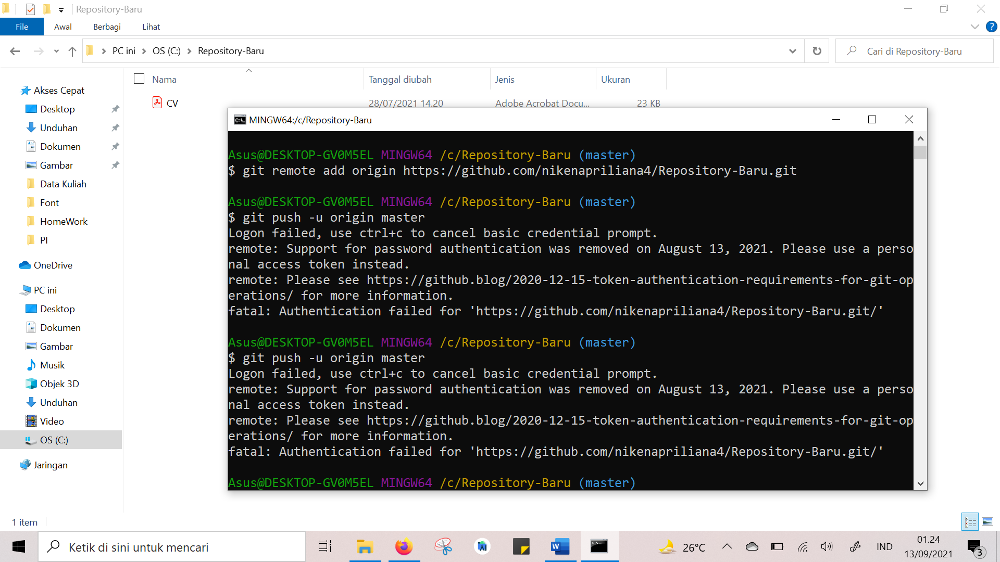 Repository-Baru
File Awal Berbagi Lihat
PC ini OS (C:) Repository-Baru
Cari di Repository-Baru
Nama Tanggal diubah Jenis Ukuran
CV 28/07/2021 14.20 Adobe Acrobat Docu... 23 KB
Akses Cepat
Desktop
Unduhan
Dokumen
Gambar
Data Kuliah
Font
HomeWork
PI
OneDrive
PC ini
Desktop
Dokumen
Gambar
Musik
Objek 3D
Unduhan
Video
OS (C:)
Jaringan
1 item
MINGW64:/c/Repository-Baru
Asus@DESKTOP-GV0M5EL MINGW64 /c/Repository-Baru (master)
$ git remote add origin https://github.com/nikenapriliana4/Repository-Baru.git
Asus@DESKTOP-GV0M5EL MINGW64 /c/Repository-Baru (master)
$ git push -u origin master
Logon failed, use ctrl+c to cancel basic credential prompt.
remote: Support for password authentication was removed on August 13, 2021. Please use a perso
nal access token instead.
remote: Please see https://github.blog/2020-12-15-token-authentication-requirements-for-git-op
erations/ for more information.
fatal: Authentication failed for 'https://github.com/nikenapriliana4/Repository-Baru.git/'
Asus@DESKTOP-GV0M5EL MINGW64 /c/Repository-Baru (master)
$ git push -u origin master
Logon failed, use ctrl+c to cancel basic credential prompt.
remote: Support for password authentication was removed on August 13, 2021. Please use a perso
nal access token instead.
remote: Please see https://github.blog/2020-12-15-token-authentication-requirements-for-git-op
erations/ for more information.
fatal: Authentication failed for 'https://github.com/nikenapriliana4/Repository-Baru.git/'
Asus@DESKTOP-GV0M5EL MINGW64 /c/Repository-Baru (master)
Ketik di sini untuk mencari
26°C
IND
01.24
13/09/2021
3